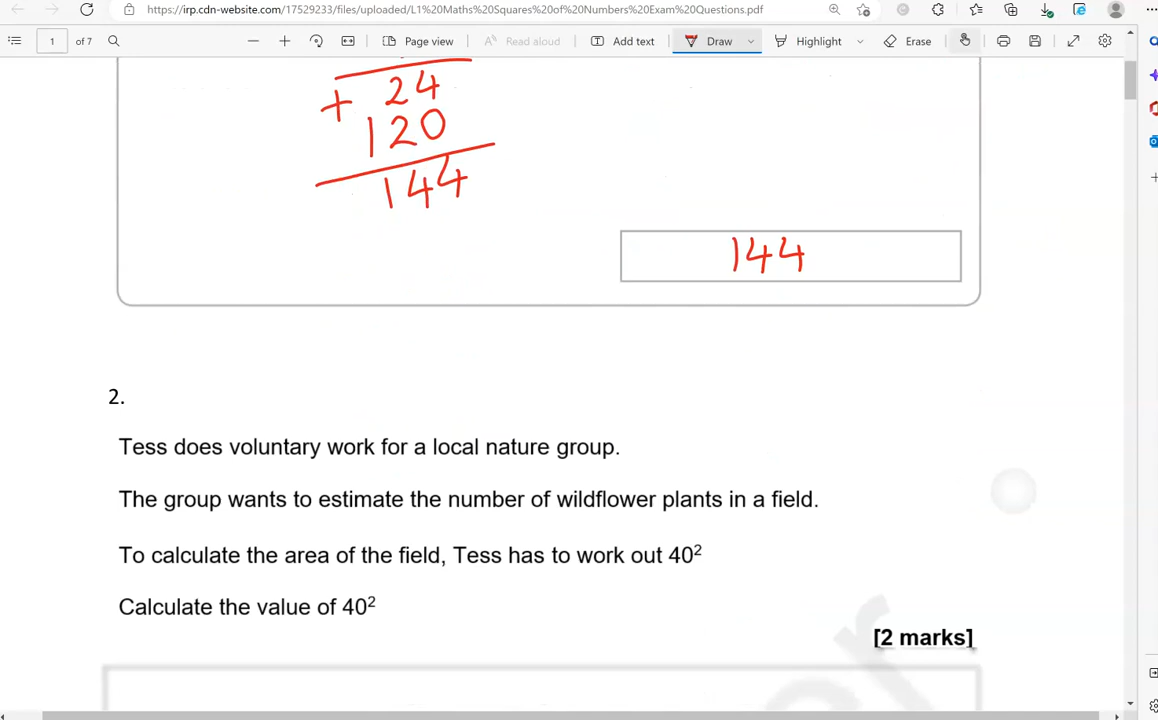 https://irp.cdn-website.com/17529233/files/uploaded/L1%20Maths%20Squares%20of%20Numbers%20Exam%20Questions.pdf
1 of 7 Page view Read aloud Add text Draw Highlight Erase
24
+ 120
144
144
2.
Tess does voluntary work for a local nature group.
The group wants to estimate the number of wildflower plants in a field.
To calculate the area of the field, Tess has to work out 40²
Calculate the value of 40²
[2 marks]